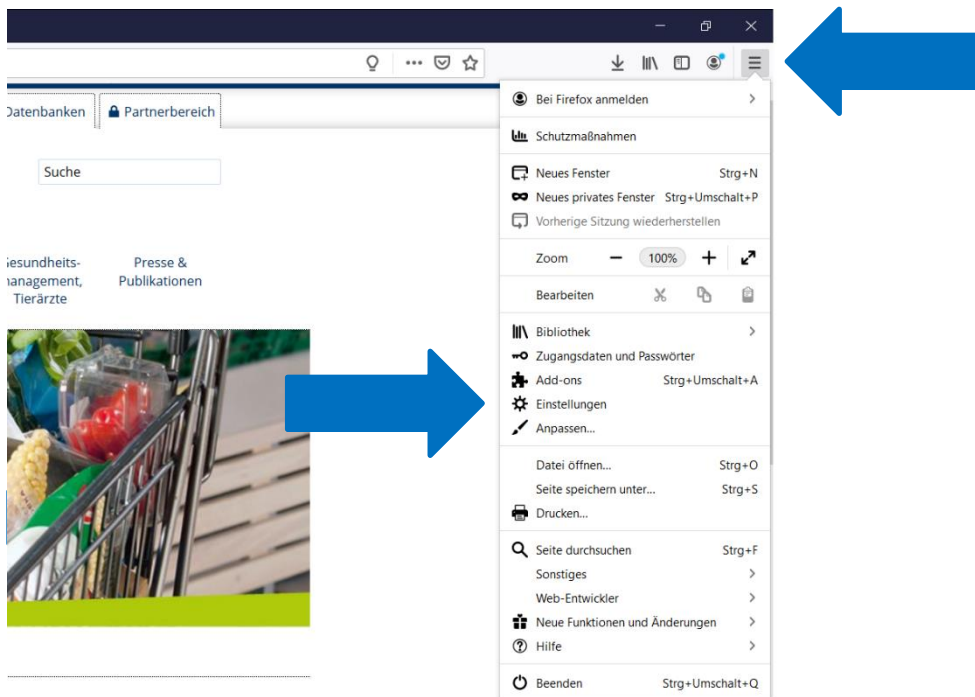 Datenbanken
Partnerbereich
Suche
Gesundheits-
management,
Tierärzte
Presse &
Publikationen
Bei Firefox anmelden
Schutzmaßnahmen
Neues Fenster Strg+N
Neues privates Fenster Strg+Umschalt+P
Vorherige Sitzung wiederherstellen
Zoom 100%
Bearbeiten
Bibliothek
Zugangsdaten und Passwörter
Add-ons Strg+Umschalt+A
Einstellungen
Anpassen...
Datei öffnen... Strg+O
Seite speichern unter... Strg+S
Drucken...
Seite durchsuchen Strg+F
Sonstiges
Web-Entwickler
Neue Funktionen und Änderungen
Hilfe
Beenden Strg+Umschalt+Q